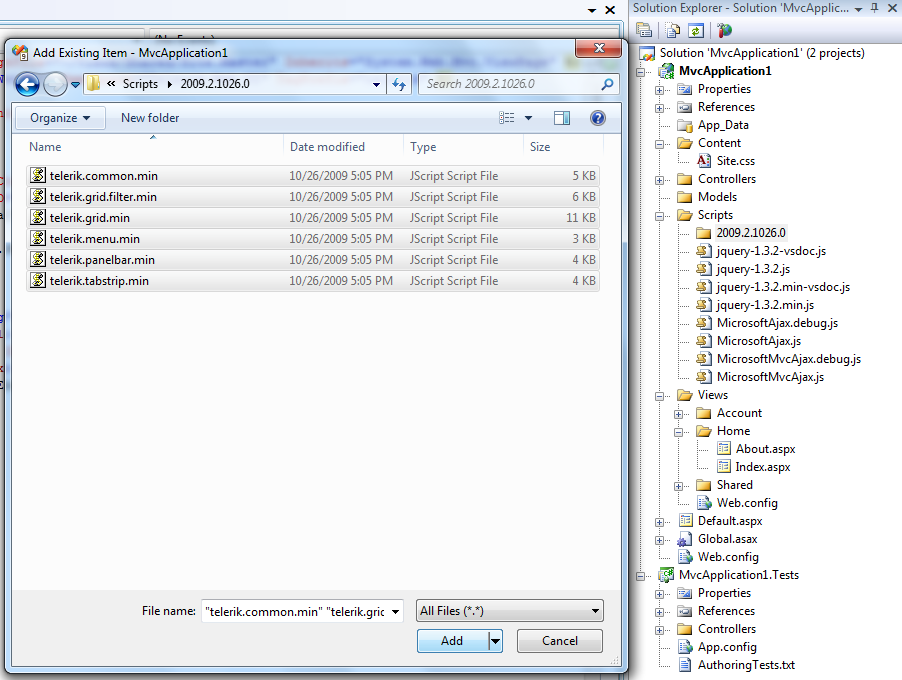 Add Existing Item - MvcApplication1
« Scripts 2009.2.1026.0
Search 2009.2.1026.0
Organize New folder
Name Date modified Type Size
telerik.common.min 10/26/2009 5:05 PM JScript Script File 5 KB
telerik.grid.filter.min 10/26/2009 5:05 PM JScript Script File 6 KB
telerik.grid.min 10/26/2009 5:05 PM JScript Script File 11 KB
telerik.menu.min 10/26/2009 5:05 PM JScript Script File 3 KB
telerik.panelbar.min 10/26/2009 5:05 PM JScript Script File 4 KB
telerik.tabstrip.min 10/26/2009 5:05 PM JScript Script File 4 KB
File name: "telerik.common.min" "telerik.gric All Files (*.*)
Add Cancel
Solution Explorer - Solution 'MvcApplic...
Solution 'MvcApplication1' (2 projects)
MvcApplication1
Properties
References
App_Data
Content
Site.css
Controllers
Models
Scripts
2009.2.1026.0
jquery-1.3.2-vsdoc.js
jquery-1.3.2.js
jquery-1.3.2.min-vsdoc.js
jquery-1.3.2.min.js
MicrosoftAjax.debug.js
MicrosoftAjax.js
MicrosoftMvcAjax.debug.js
MicrosoftMvcAjax.js
Views
Account
Home
About.aspx
Index.aspx
Shared
Web.config
Default.aspx
Global.asax
Web.config
MvcApplication1.Tests
Properties
References
Controllers
App.config
AuthoringTests.txt